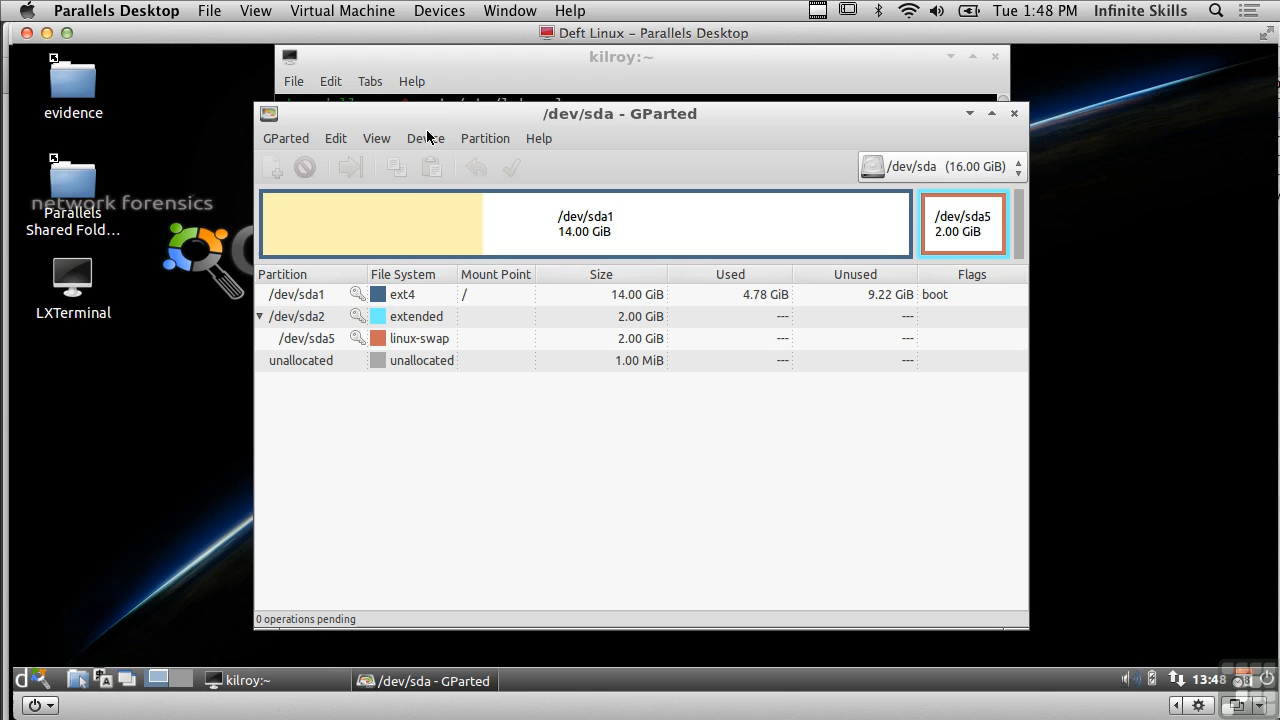 Parallels Desktop File View Virtual Machine Devices Window Help Tue 1:48 PM Infinite Skills
Deft Linux – Parallels Desktop
kilroy:~
File Edit Tabs Help
evidence
network forensics
Parallels
Shared Fold...
LXTerminal
/dev/sda - GParted
GParted Edit View Device Partition Help
/dev/sda (16.00 GiB)
/dev/sda1
14.00 GiB
/dev/sda5
2.00 GiB
Partition File System Mount Point Size Used Unused Flags
/dev/sda1 ext4 / 14.00 GiB 4.78 GiB 9.22 GiB boot
/dev/sda2 extended 2.00 GiB --- ---
/dev/sda5 linux-swap 2.00 GiB --- ---
unallocated unallocated 1.00 MiB --- ---
0 operations pending
kilroy:~ /dev/sda - GParted 13:48